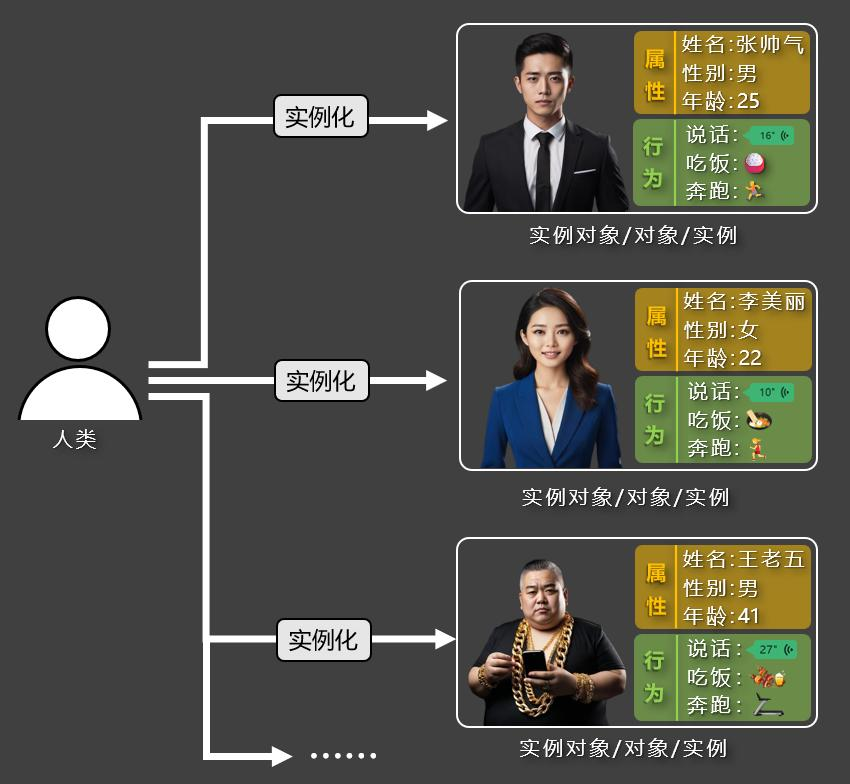 实例化
属性
姓名:张帅气
性别:男
年龄:25
行为
说话: 16"
吃饭:
奔跑:
实例对象/对象/实例
人类
实例化
属性
姓名:李美丽
性别:女
年龄:22
行为
说话: 10"
吃饭:
奔跑:
实例对象/对象/实例
实例化
属性
姓名:王老五
性别:男
年龄:41
行为
说话: 27"
吃饭:
奔跑:
实例对象/对象/实例
······